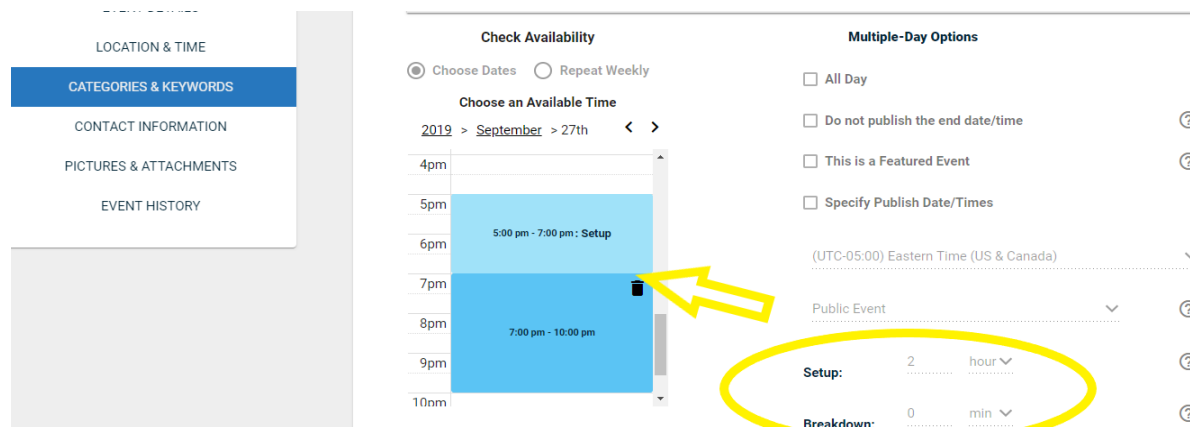 LOCATION & TIME
CATEGORIES & KEYWORDS
CONTACT INFORMATION
PICTURES & ATTACHMENTS
EVENT HISTORY
Check Availability
Choose Dates
Repeat Weekly
Choose an Available Time
2019 > September > 27th
4pm
5pm
5:00 pm - 7:00 pm : Setup
6pm
7pm
8pm
7:00 pm - 10:00 pm
9pm
10pm
Multiple-Day Options
All Day
Do not publish the end date/time
This is a Featured Event
Specify Publish Date/Times
(UTC-05:00) Eastern Time (US & Canada)
Public Event
Setup: 2 hour
Breakdown: 0 min